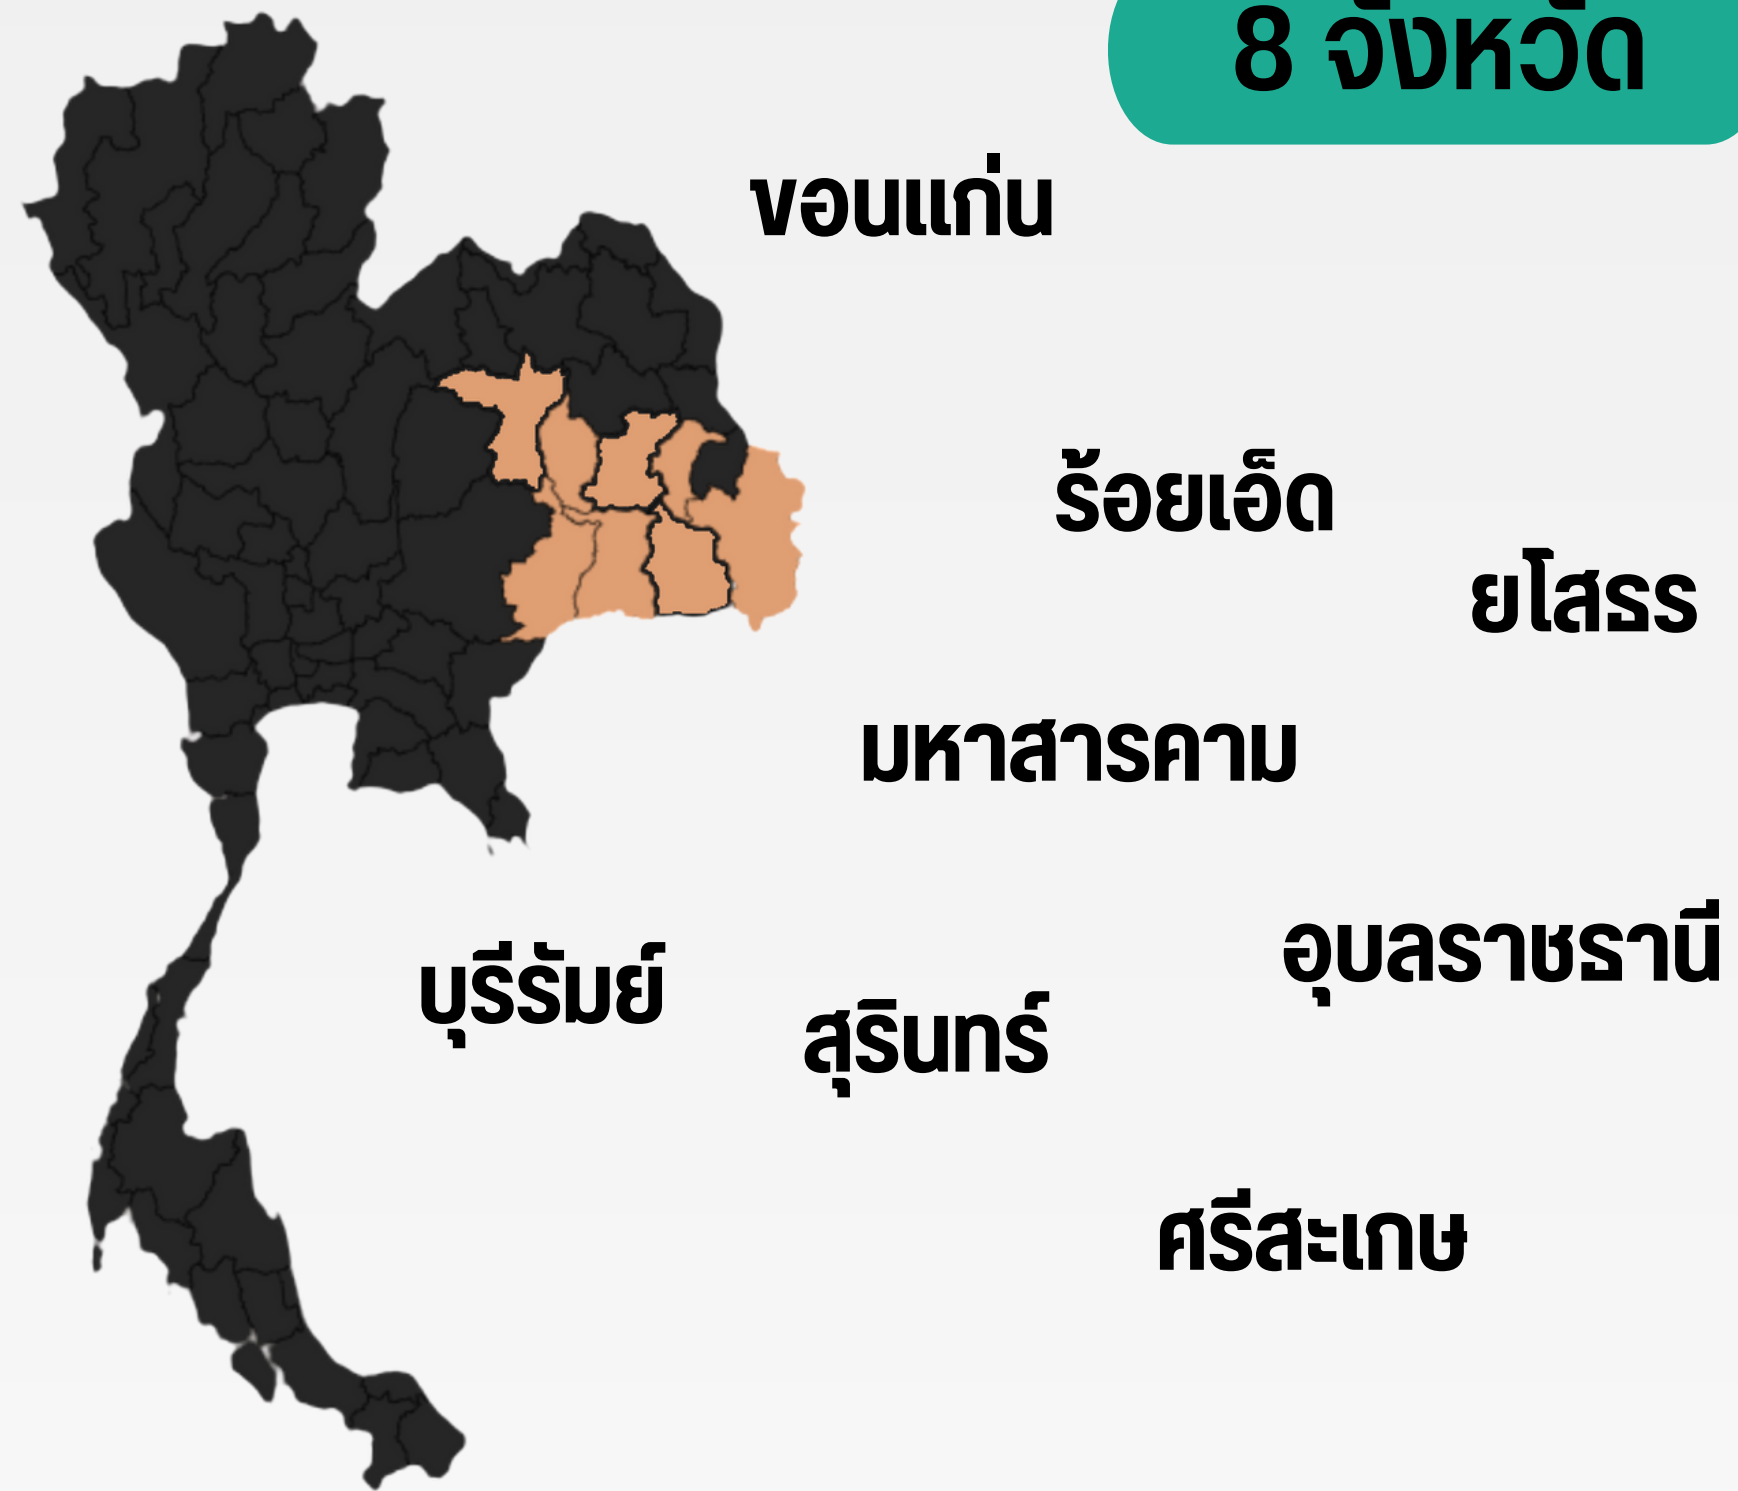 8 จังหวัด
ขอนแก่น
ร้อยเอ็ด
ยโสธร
มหาสารคาม
อุบลราชธานี
บุรีรัมย์
สุรินทร์
ศรีสะเกษ